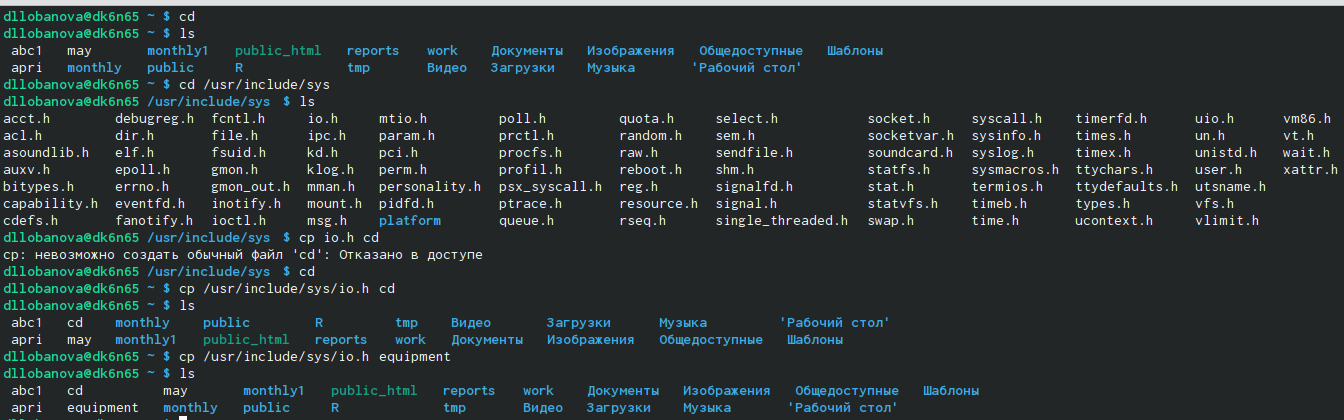 dllobanova@dk6n65 ~ $ cd
dllobanova@dk6n65 ~ $ ls
abc1 may monthly1 public_html reports work Документы Изображения Общедоступные Шаблоны
apri monthly public R tmp Видео Загрузки Музыка 'Рабочий стол'
dllobanova@dk6n65 ~ $ cd /usr/include/sys
dllobanova@dk6n65 /usr/include/sys $ ls
acct.h debugreg.h fcntl.h io.h mtio.h poll.h quota.h select.h socket.h syscall.h timerfd.h uio.h vm86.h
acl.h dir.h file.h ipc.h param.h prctl.h random.h sem.h socketvar.h sysinfo.h times.h un.h vt.h
asoundlib.h elf.h fsuid.h kd.h pci.h procfs.h raw.h sendfile.h soundcard.h syslog.h timex.h unistd.h wait.h
auxv.h epoll.h gmon.h klog.h perm.h profil.h reboot.h shm.h statfs.h sysmacros.h ttychars.h user.h xattr.h
bitypes.h errno.h gmon_out.h mman.h personality.h psx_syscall.h reg.h signalfd.h stat.h termios.h ttydefaults.h utsname.h
capability.h eventfd.h inotify.h mount.h pidfd.h ptrace.h resource.h signal.h statvfs.h timeb.h types.h vfs.h
cdefs.h fanotify.h ioctl.h msg.h platform queue.h rseq.h single_threaded.h swap.h time.h ucontext.h vlimit.h
dllobanova@dk6n65 /usr/include/sys $ cp io.h cd
cp: невозможно создать обычный файл 'cd': Отказано в доступе
dllobanova@dk6n65 /usr/include/sys $ cd
dllobanova@dk6n65 ~ $ cp /usr/include/sys/io.h cd
dllobanova@dk6n65 ~ $ ls
abc1 cd monthly public R tmp Видео Загрузки Музыка 'Рабочий стол'
apri may monthly1 public_html reports work Документы Изображения Общедоступные Шаблоны
dllobanova@dk6n65 ~ $ cp /usr/include/sys/io.h equipment
dllobanova@dk6n65 ~ $ ls
abc1 cd may monthly1 public_html reports work Документы Изображения Общедоступные Шаблоны
apri equipment monthly public R tmp Видео Загрузки Музыка 'Рабочий стол'